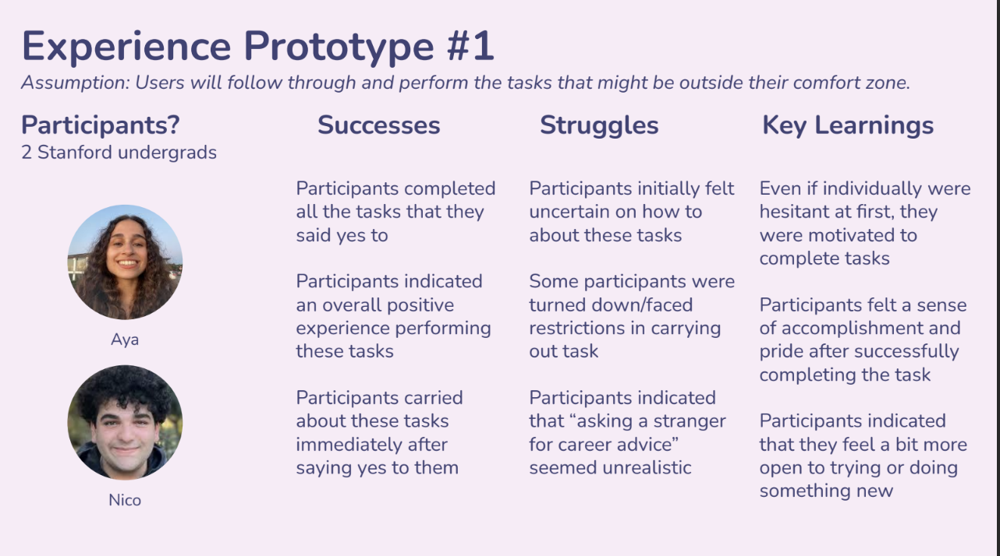 Experience Prototype #1
Assumption: Users will follow through and perform the tasks that might be outside their comfort zone.
Participants?
2 Stanford undergrads
Aya
Nico
Successes
Participants completed
all the tasks that they
said yes to
Participants indicated
an overall positive
experience performing
these tasks
Participants carried
about these tasks
immediately after
saying yes to them
Struggles
Participants initially felt
uncertain on how to
about these tasks
Some participants were
turned down/faced
restrictions in carrying
out task
Participants indicated
that “asking a stranger
for career advice”
seemed unrealistic
Key Learnings
Even if individually were
hesitant at first, they
were motivated to
complete tasks
Participants felt a sense
of accomplishment and
pride after successfully
completing the task
Participants indicated
that they feel a bit more
open to trying or doing
something new